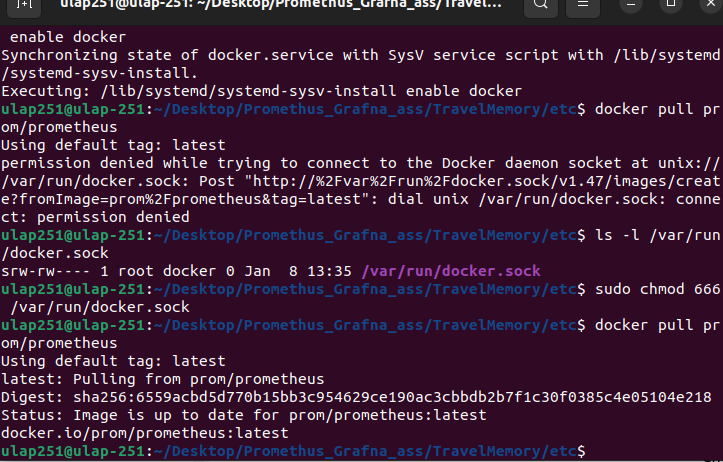 ulap251@ulap-251: ~/Desktop/Promethus_Grafna_ass/Travel…
 enable docker
Synchronizing state of docker.service with SysV service script with /lib/systemd
/systemd-sysv-install.
Executing: /lib/systemd/systemd-sysv-install enable docker
ulap251@ulap-251:~/Desktop/Promethus_Grafna_ass/TravelMemory/etc$ docker pull pr
om/prometheus
Using default tag: latest
permission denied while trying to connect to the Docker daemon socket at unix://
/var/run/docker.sock: Post "http://%2Fvar%2Frun%2Fdocker.sock/v1.47/images/creat
e?fromImage=prom%2Fprometheus&tag=latest": dial unix /var/run/docker.sock: conne
ct: permission denied
ulap251@ulap-251:~/Desktop/Promethus_Grafna_ass/TravelMemory/etc$ ls -l /var/run
/docker.sock
srw-rw---- 1 root docker 0 Jan  8 13:35 /var/run/docker.sock
ulap251@ulap-251:~/Desktop/Promethus_Grafna_ass/TravelMemory/etc$ sudo chmod 666
 /var/run/docker.sock
ulap251@ulap-251:~/Desktop/Promethus_Grafna_ass/TravelMemory/etc$ docker pull pr
om/prometheus
Using default tag: latest
latest: Pulling from prom/prometheus
Digest: sha256:6559acbd5d770b15bb3c954629ce190ac3cbbdb2b7f1c30f0385c4e05104e218
Status: Image is up to date for prom/prometheus:latest
docker.io/prom/prometheus:latest
ulap251@ulap-251:~/Desktop/Promethus_Grafna_ass/TravelMemory/etc$